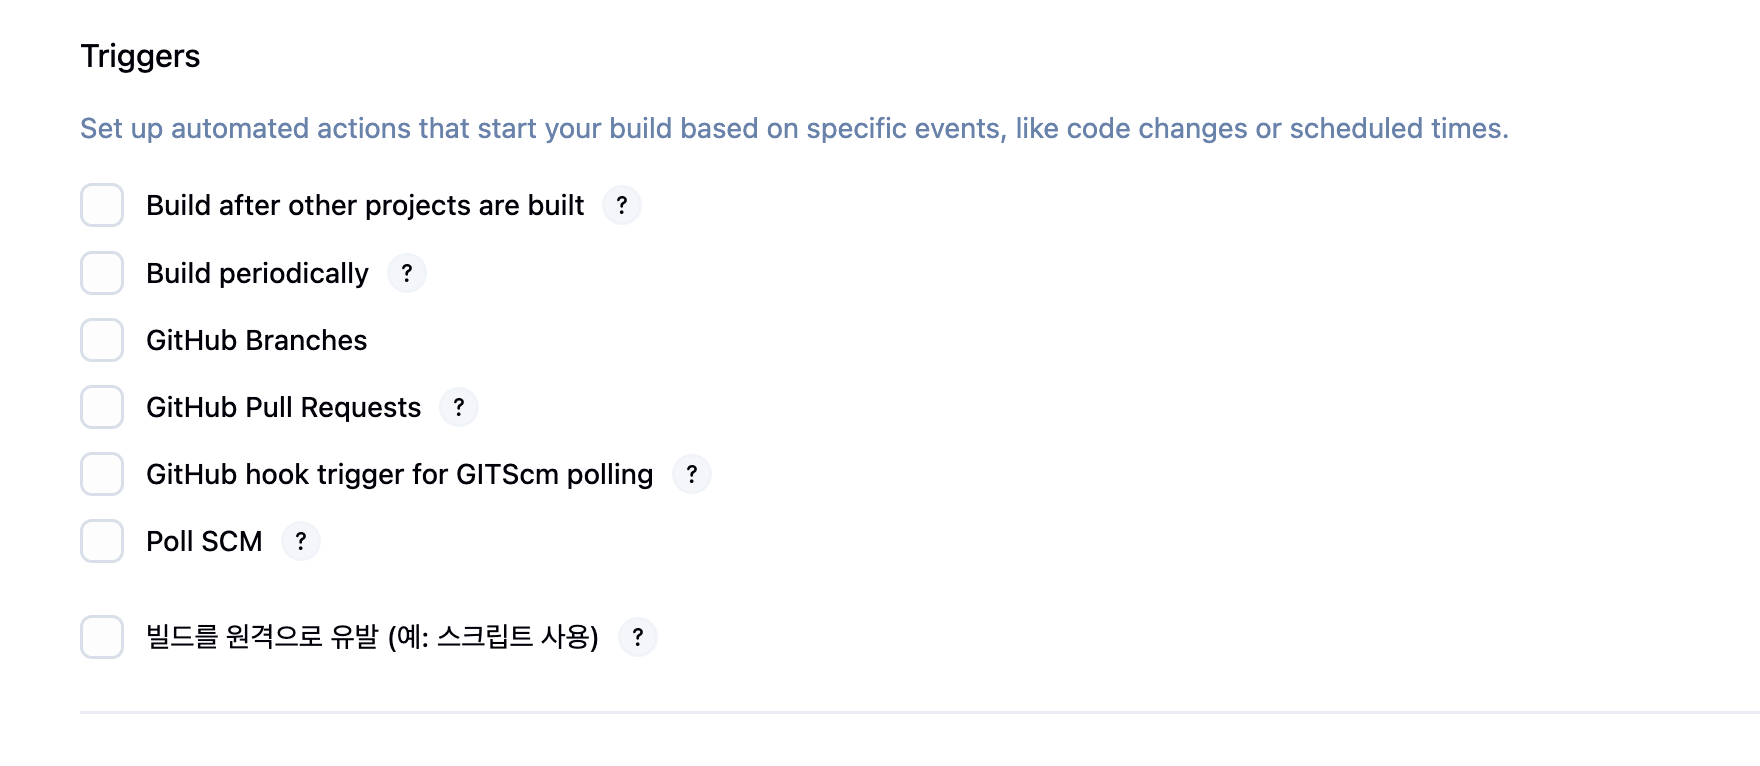 Triggers
Set up automated actions that start your build based on specific events, like code changes or scheduled times.
Build after other projects are built ?
Build periodically ?
GitHub Branches
GitHub Pull Requests ?
GitHub hook trigger for GITScm polling ?
Poll SCM ?
빌드를 원격으로 유발 (예: 스크립트 사용) ?